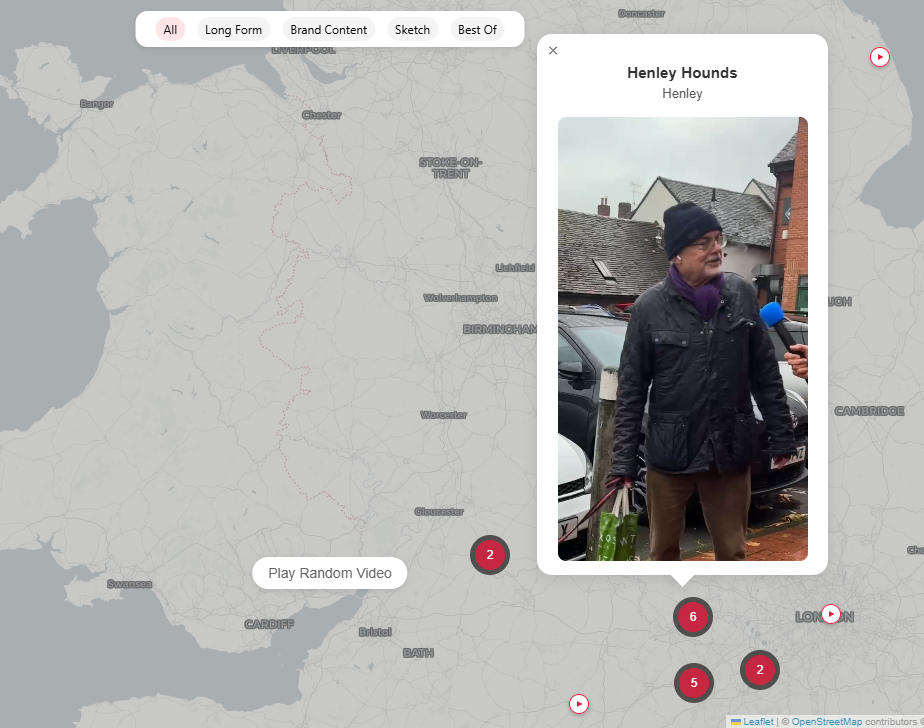 All
Long Form
Brand Content
Sketch
Best Of
Doncaster
LIVERPOOL
Bangor
Chester
STOKE-ON-
TRENT
Henley Hounds
Henley
Lichfield
Wolverhampton
BIRMINGHAM
Worcester
CAMBRIDGE
Gloucester
2
Play Random Video
Swansea
CARDIFF
Bristol
BATH
6
5
2
Leaflet | © OpenStreetMap contributors